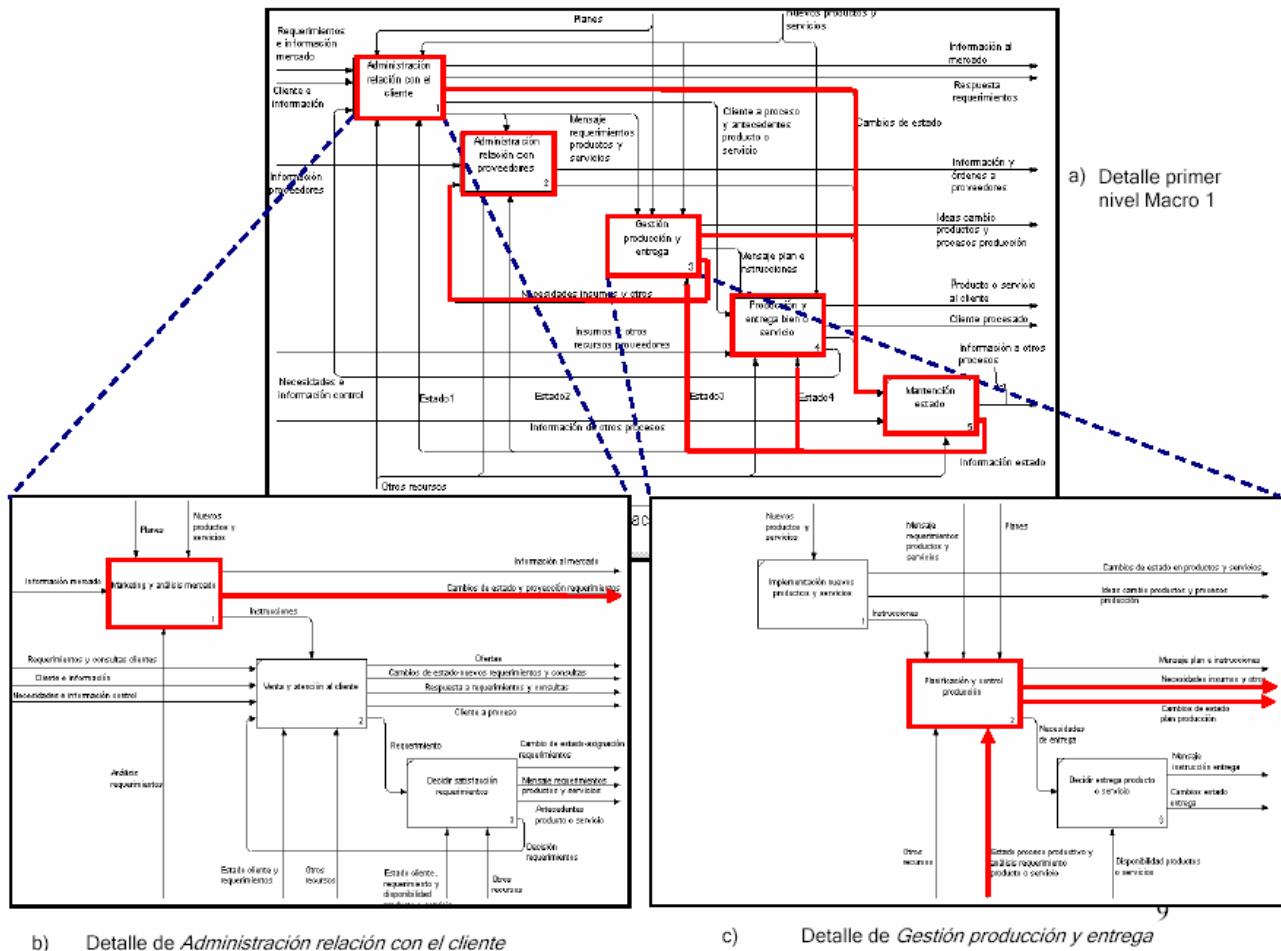 Planes
Nuevos productos y
servicios
Requerimientos
e información
mercado
Administración
relación con el
cliente
1
Información al
mercado
Respuesta
requerimientos
Cliente e
información
Mensaje
requerimientos
productos y
servicios
Cliente a proceso
y antecedentes
producto o
servicio
Cambios de estado
Administración
relación con
proveedores
2
Información
proveedores
Información y
órdenes a
proveedores
a) Detalle primer
nivel Macro 1
Gestión
producción y
entrega
3
Ideas cambio
productos y
procesos producción
Mensaje plan e
instrucciones
Necesidades insumos y otros
Producción y
entrega bien o
servicio
4
Producto o servicio
al cliente
Cliente procesado
Insumos y otros
recursos proveedores
Información a otros
procesos
Necesidades e
información control
Estado1
Estado2
Estado3
Estado4
Mantención
estado
5
Información de otros procesos
Información estado
Otros recursos
ac
Planes
Nuevos
productos y
servicios
Información mercado
Marketing y análisis mercado
1
Información al mercado
Cambios de estado y proyección requerimientos
Instrucciones
Requerimientos y consultas clientes
Cliente e información
Necesidades e información control
Venta y atención al cliente
2
Ofertas
Cambios de estado-nuevos requerimientos y consultas
Respuesta a requerimientos y consultas
Cliente a proceso
Requerimiento
Cambio de estado-asignación
requerimientos
Análisis
requerimientos
Decidir satisfacción
requerimientos
3
Mensaje requerimientos
productos y servicios
Antecedentes
producto o servicio
Decisión
requerimientos
Estado cliente y
requerimientos
Otros
recursos
Estado cliente,
requerimiento y
disponibilidad
Otros
recursos
b) Detalle de Administración relación con el cliente
Nuevos
productos y
servicios
Mensaje
requerimientos
productos y
servicios
Planes
Implementación nuevos
productos y servicios
1
Cambios de estado en productos y servicios
Ideas cambio productos y procesos
producción
Instrucciones
Planificación y control
producción
2
Mensaje plan e instrucciones
Necesidades insumos y otros
Cambios de estado
plan producción
Necesidades
de entrega
Mensaje
instrucción entrega
Decidir entrega producto
o servicio
3
Cambios estado
entrega
Otros
recursos
Estado proceso productivo y
análisis requerimiento
producto o servicio
Disponibilidad productos
o servicios
9
c) Detalle de Gestión producción y entrega